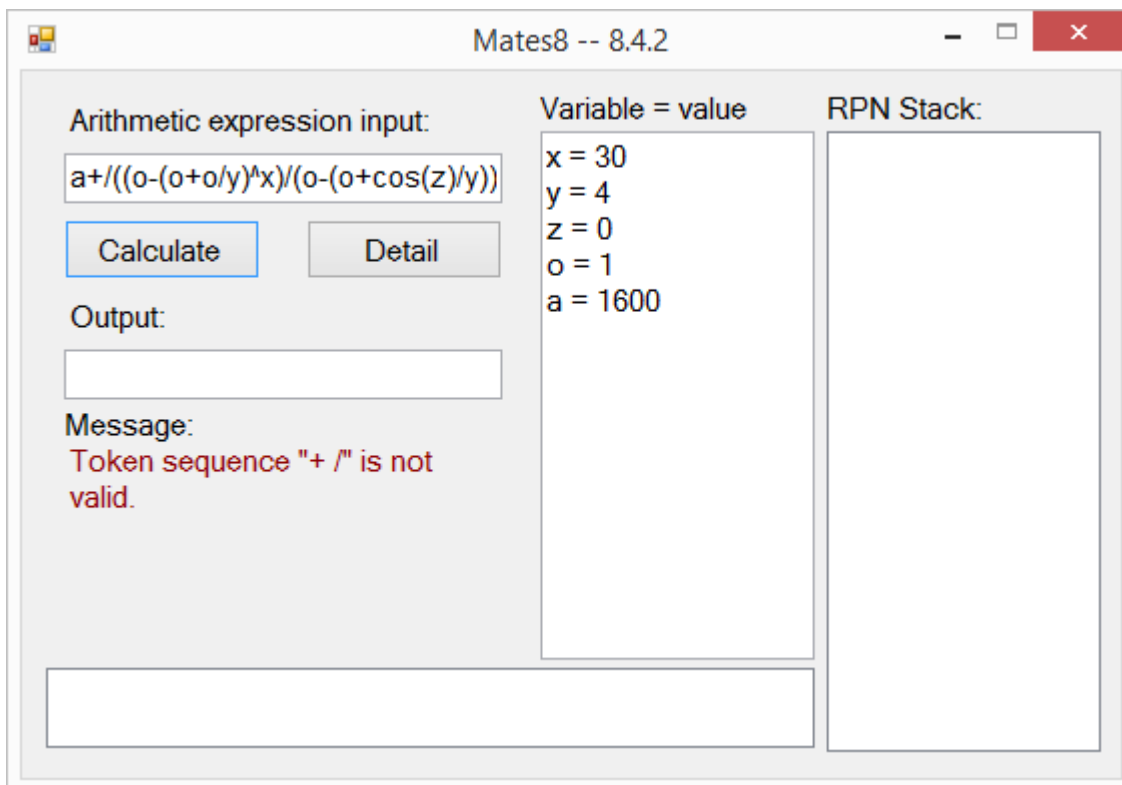 Mates8 -- 8.4.2
Arithmetic expression input:
a+/((o-(o+o/y)^x)/(o-(o+cos(z)/y))
Calculate
Detail
Output:
Message:
Token sequence "+ /" is not
valid.
Variable = value
x = 30
y = 4
z = 0
o = 1
a = 1600
RPN Stack: